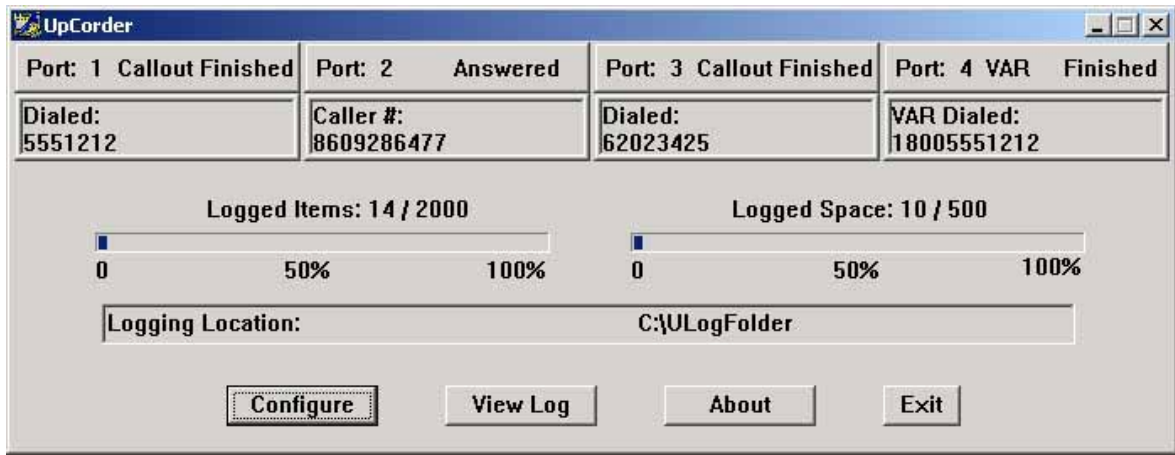 UpCorder
Port: 1 Callout Finished
Port: 2 Answered
Port: 3 Callout Finished
Port: 4 VAR Finished
Dialed:
5551212
Caller #:
8609286477
Dialed:
62023425
VAR Dialed:
18005551212
Logged Items: 14 / 2000
0 50% 100%
Logged Space: 10 / 500
0 50% 100%
Logging Location: C:\ULogFolder
Configure View Log About Exit